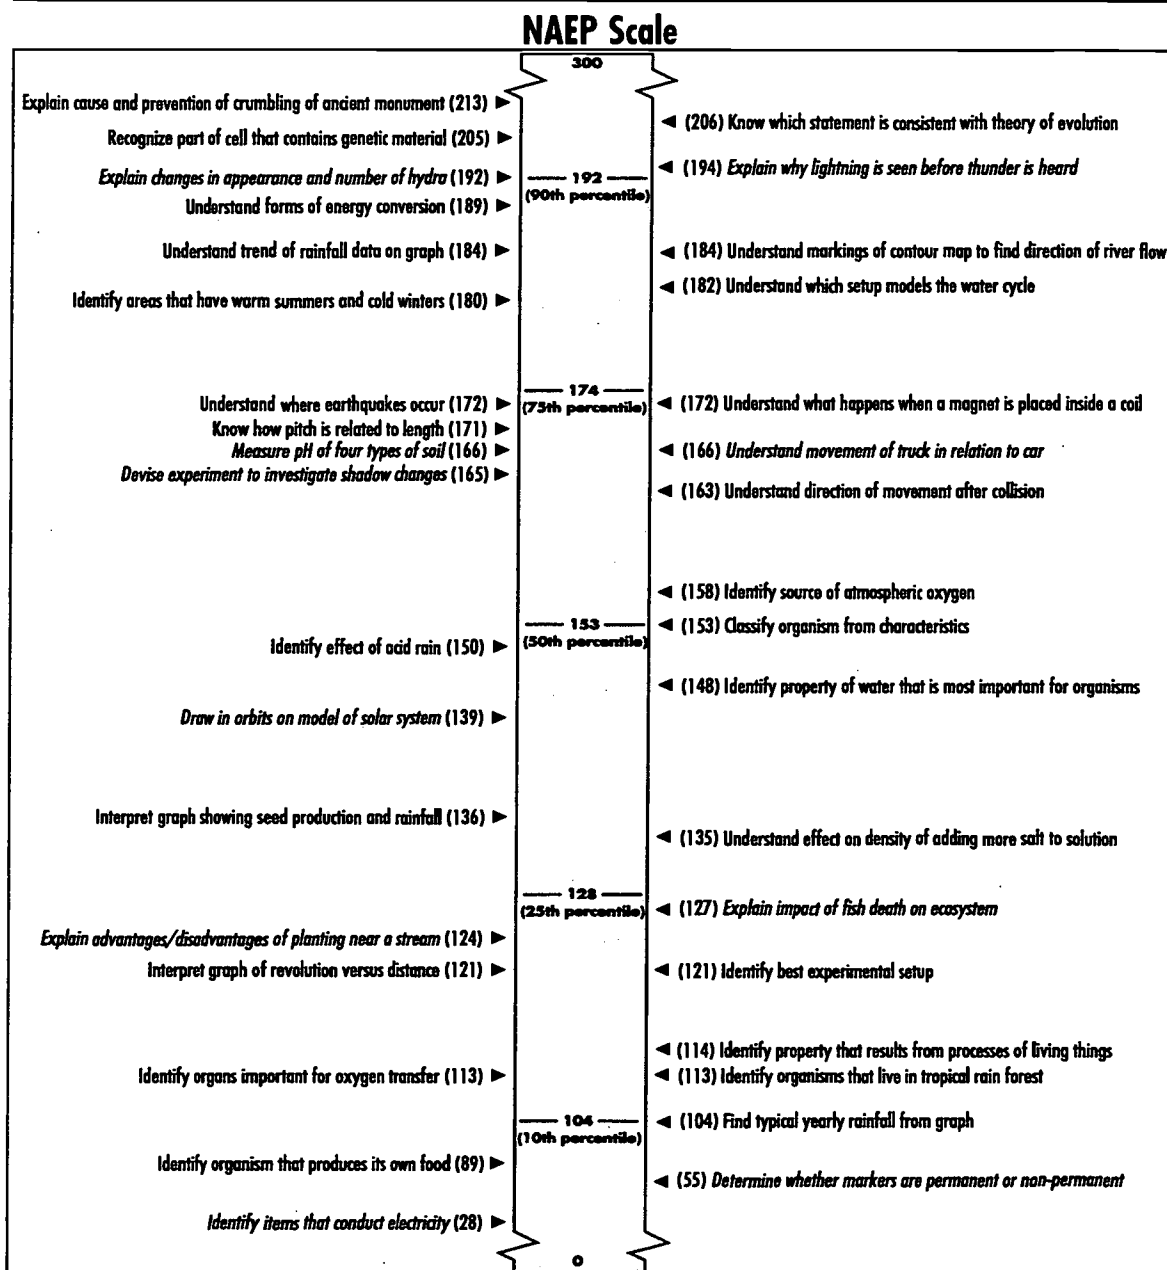 NAEP Scale
300
Explain cause and prevention of crumbling of ancient monument (213) ►
◄ (206) Know which statement is consistent with theory of evolution
Recognize part of cell that contains genetic material (205) ►
◄ (194) Explain why lightning is seen before thunder is heard
Explain changes in appearance and number of hydra (192) ►
192
(90th percentile)
Understand forms of energy conversion (189) ►
Understand trend of rainfall data on graph (184) ►
◄ (184) Understand markings of contour map to find direction of river flow
◄ (182) Understand which setup models the water cycle
Identify areas that have warm summers and cold winters (180) ►
174
(75th percentile)
Understand where earthquakes occur (172) ►
◄ (172) Understand what happens when a magnet is placed inside a coil
Know how pitch is related to length (171) ►
Measure pH of four types of soil (166) ►
◄ (166) Understand movement of truck in relation to car
Devise experiment to investigate shadow changes (165) ►
◄ (163) Understand direction of movement after collision
◄ (158) Identify source of atmospheric oxygen
153
(50th percentile)
◄ (153) Classify organism from characteristics
Identify effect of acid rain (150) ►
◄ (148) Identify property of water that is most important for organisms
Draw in orbits on model of solar system (139) ►
Interpret graph showing seed production and rainfall (136) ►
◄ (135) Understand effect on density of adding more salt to solution
128
(25th percentile)
◄ (127) Explain impact of fish death on ecosystem
Explain advantages/disadvantages of planting near a stream (124) ►
Interpret graph of revolution versus distance (121) ►
◄ (121) Identify best experimental setup
◄ (114) Identify property that results from processes of living things
Identify organs important for oxygen transfer (113) ►
◄ (113) Identify organisms that live in tropical rain forest
104
(10th percentile)
◄ (104) Find typical yearly rainfall from graph
Identify organism that produces its own food (89) ►
◄ (55) Determine whether markers are permanent or non-permanent
Identify items that conduct electricity (28) ►
0